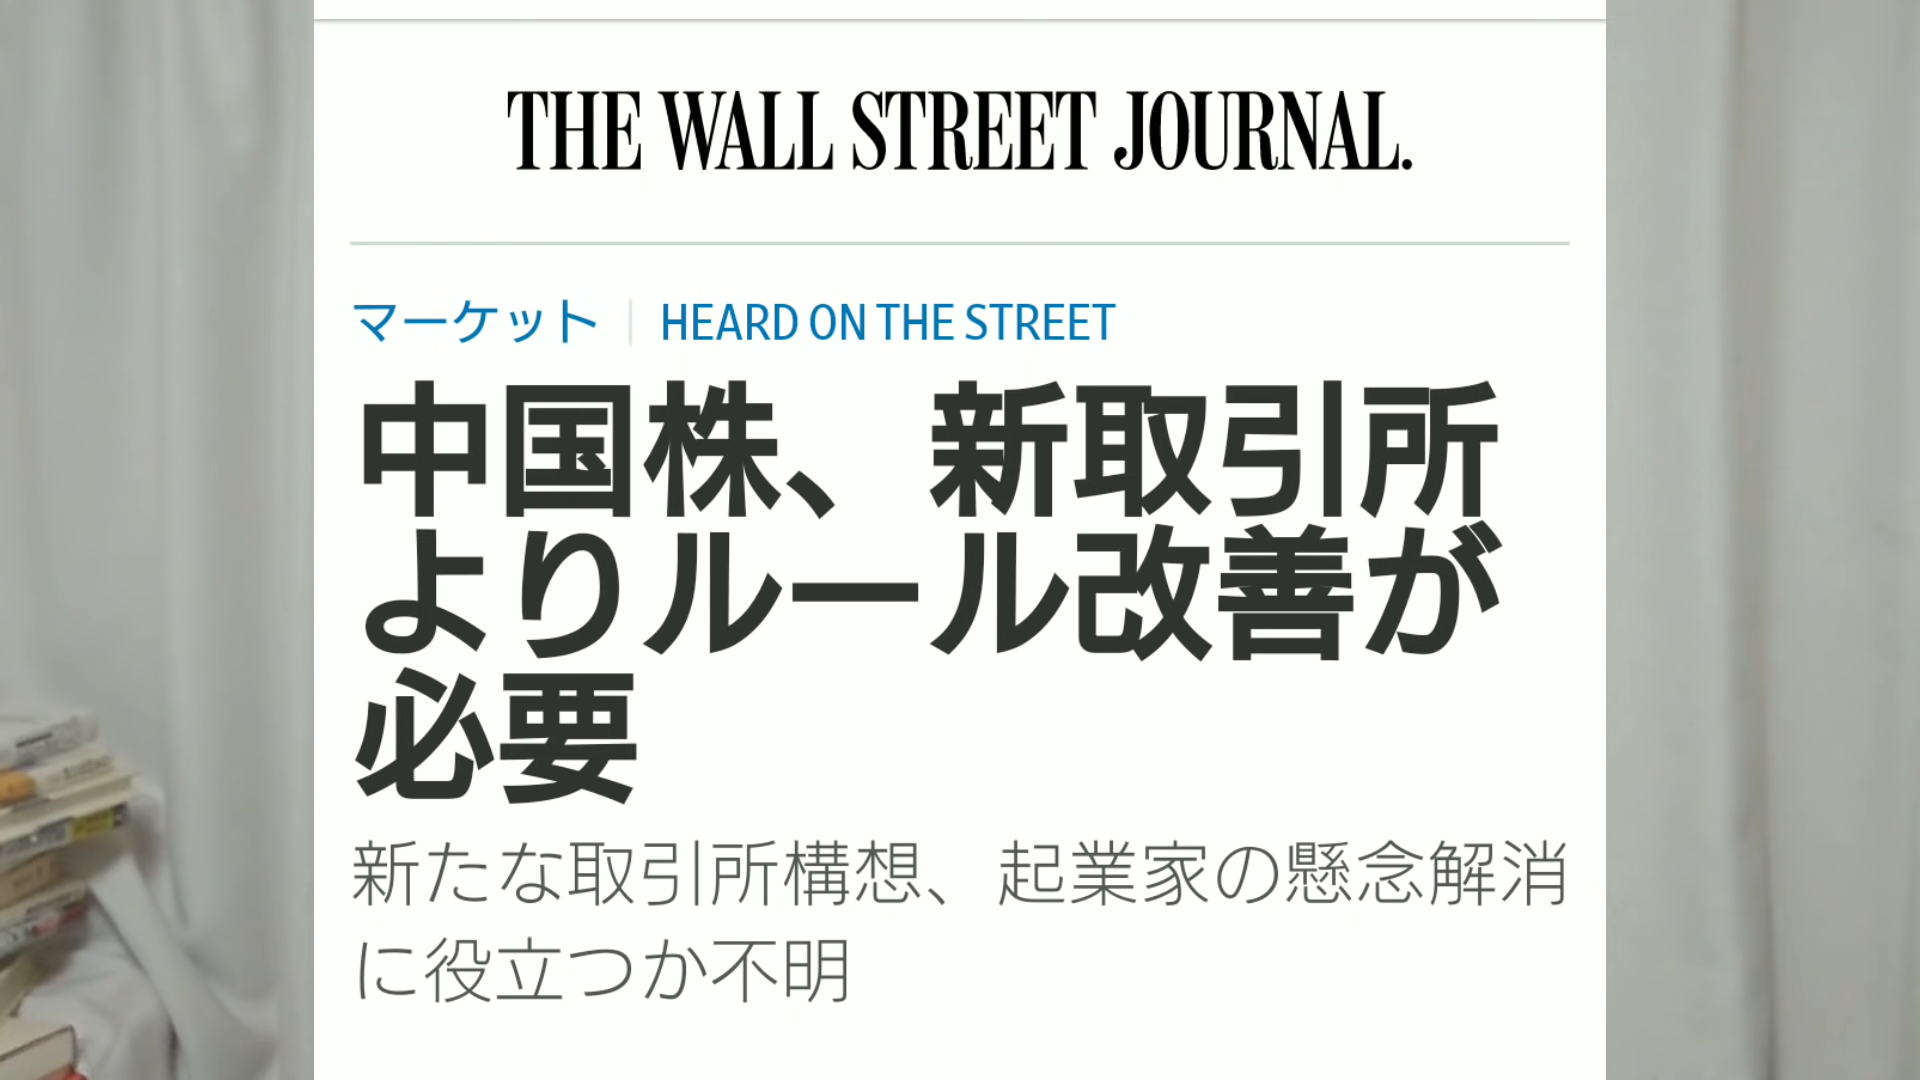 THE WALL STREET JOURNAL.
マーケット | HEARD ON THE STREET
中国株、新取引所
よりルール改善が
必要
新たな取引所構想、起業家の懸念解消
に役立つか不明